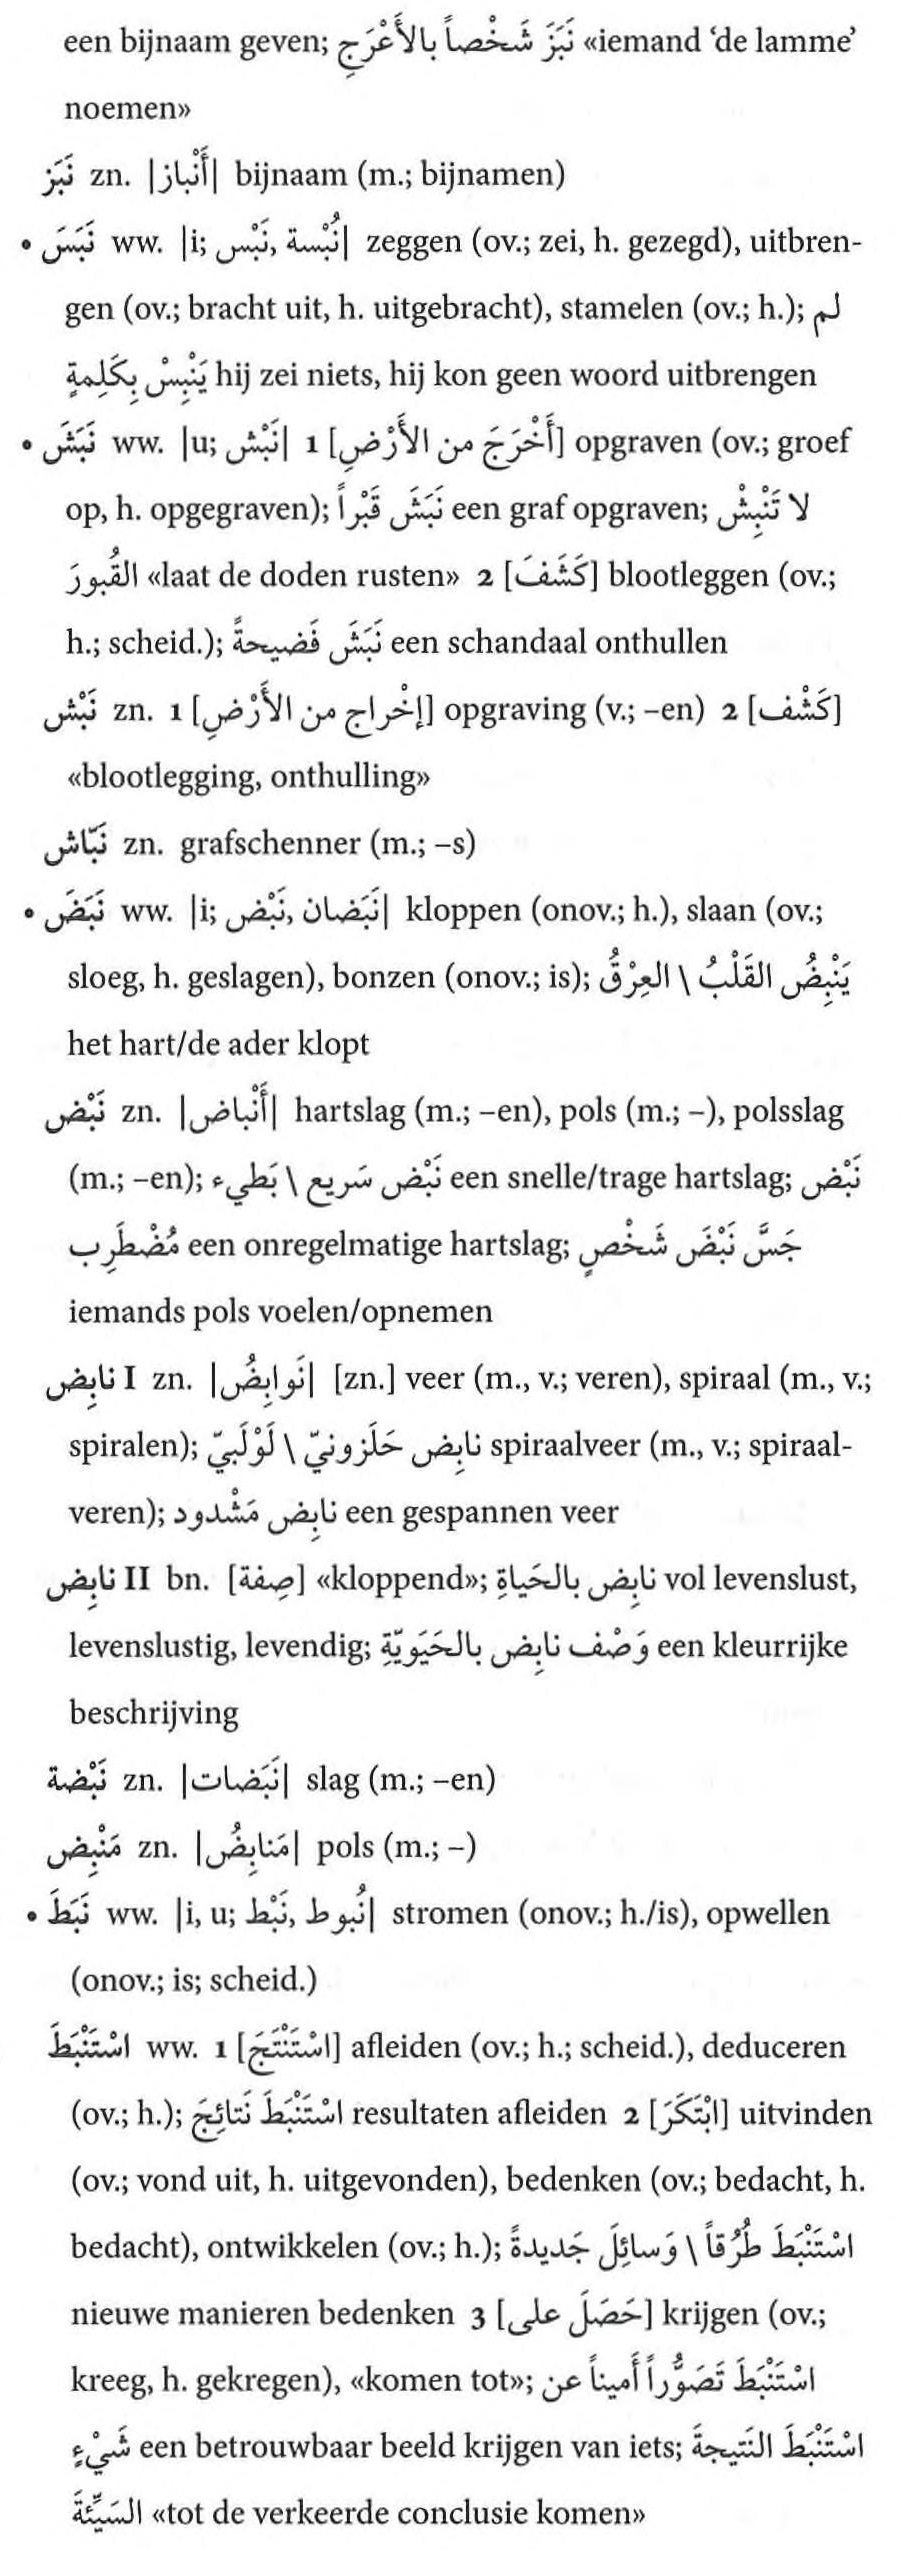 een bijnaam geven; نَبَزَ شَخْصاً بالأَعْرَجِ «iemand ‘de lamme’
noemen»
نَبَز zn. |أَنْباز| bijnaam (m.; bijnamen)
• نَبَسَ ww. |i; نُبْسة ,نَبْس| zeggen (ov.; zei, h. gezegd), uitbren-
gen (ov.; bracht uit, h. uitgebracht), stamelen (ov.; h.); لم
يَنْبِسْ بِكَلِمةٍ hij zei niets, hij kon geen woord uitbrengen
• نَبَشَ ww. |u; نَبْش| 1 [أَخْرَجَ من الأَرْضِ] opgraven (ov.; groef
op, h. opgegraven); نَبَشَ قَبْراً een graf opgraven; لا تَنْبِشْ
القُبورَ «laat de doden rusten» 2 [كَشَفَ] blootleggen (ov.;
h.; scheid.); نَبَشَ فَضيحةً een schandaal onthullen
نَبْش zn. 1 [إخْراج من الأَرْضِ] opgraving (v.; –en) 2 [كَشْف]
«blootlegging, onthulling»
نَبّاش zn. grafschenner (m.; –s)
• نَبَضَ ww. |i; نَبَضان ,نَبْض| kloppen (onov.; h.), slaan (ov.;
sloeg, h. geslagen), bonzen (onov.; is); يَنْبِضُ القَلْبُ \ العِرْقُ
het hart/de ader klopt
نَبْض zn. |أَنْباض| hartslag (m.; –en), pols (m.; –), polsslag
(m.; –en); نَبْض سَريع \ بَطيء een snelle/trage hartslag; نَبْض
مُضْطَرِب een onregelmatige hartslag; جَسَّ نَبْضَ شَخْصٍ
iemands pols voelen/opnemen
نابِض I zn. |نَوابِضُ| [zn.] veer (m., v.; veren), spiraal (m., v.;
spiralen); نابِض حَلَزونيّ \ لَوْلَبيّ spiraalveer (m., v.; spiraal-
veren); نابِض مَشْدود een gespannen veer
نابِض II bn. [صِفة] «kloppend»; نابِض بالحَياةِ vol levenslust,
levenslustig, levendig; وَصْف نابِض بالحَيَويّةِ een kleurrijke
beschrijving
نَبْضة zn. |نَبَضات| slag (m.; –en)
مَنْبِض zn. |مَنابِضُ| pols (m.; –)
• نَبَطَ ww. |i, u; نُبوط ,نَبْط| stromen (onov.; h./is), opwellen
(onov.; is; scheid.)
اسْتَنْبَطَ ww. 1 [اسْتَنْتَجَ] afleiden (ov.; h.; scheid.), deduceren
(ov.; h.); اسْتَنْبَطَ نَتائِجَ resultaten afleiden 2 [ابْتَكَرَ] uitvinden
(ov.; vond uit, h. uitgevonden), bedenken (ov.; bedacht, h.
bedacht), ontwikkelen (ov.; h.); اسْتَنْبَطَ طُرُقاً \ وَسائِلَ جَديدةً
nieuwe manieren bedenken 3 [حَصَلَ على] krijgen (ov.;
kreeg, h. gekregen), «komen tot»; اسْتَنْبَطَ تَصَوُّراً أَميناً عن
شَيْءٍ een betrouwbaar beeld krijgen van iets; اسْتَنْبَطَ النَتيجةَ
السَيِّئةَ «tot de verkeerde conclusie komen»